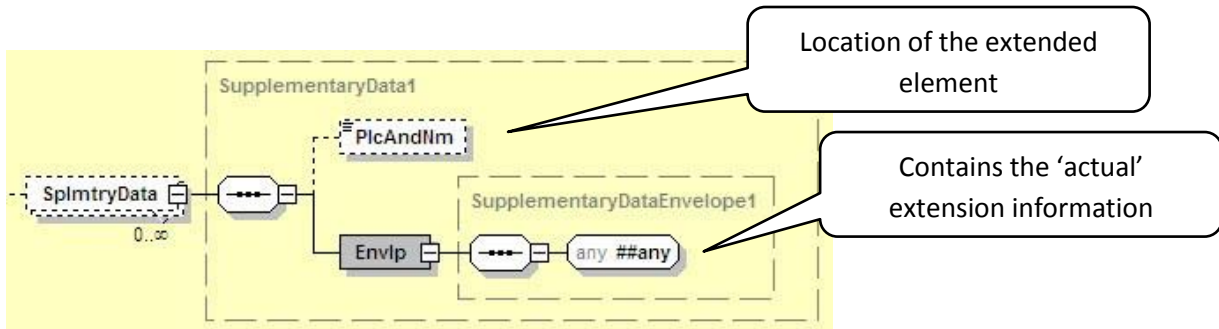 Location of the extended
element
SupplementaryData1
PlcAndNm
Contains the ‘actual’
extension information
SplmtryData
0..∞
SupplementaryDataEnvelope1
Envlp
any ##any